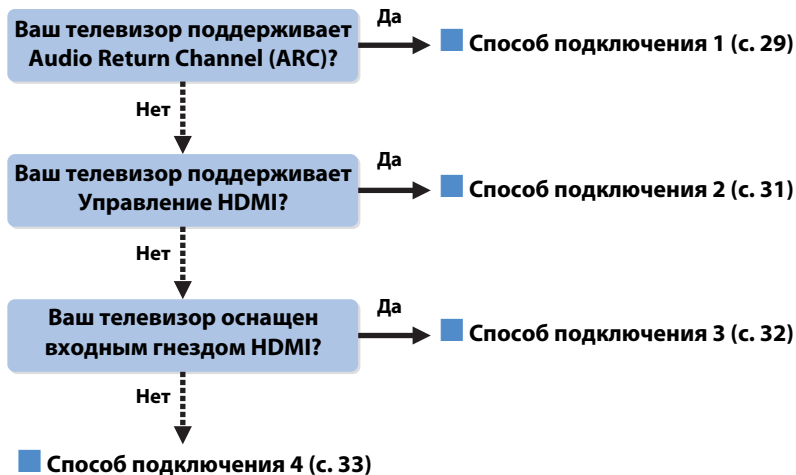 Ваш телевизор поддерживает
Audio Return Channel (ARC)?
Да
Способ подключения 1 (с. 29)
Нет
Ваш телевизор поддерживает
Управление HDMI?
Да
Способ подключения 2 (с. 31)
Нет
Ваш телевизор оснащен
входным гнездом HDMI?
Да
Способ подключения 3 (с. 32)
Нет
Способ подключения 4 (с. 33)